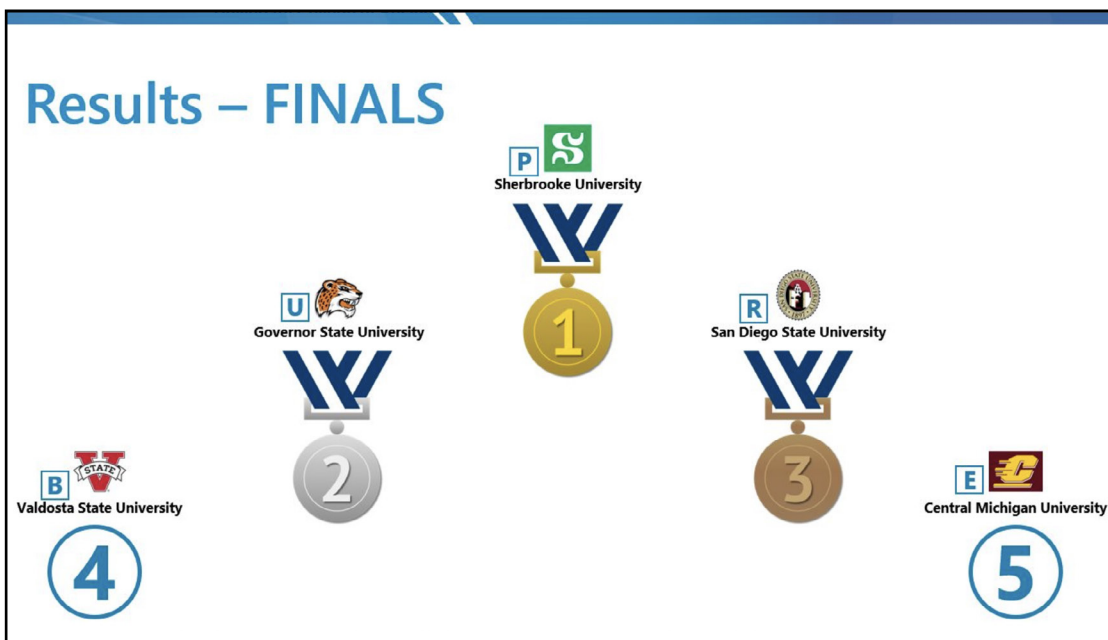 Results – FINALS
P
Sherbrooke University
1
U
Governor State University
2
R
San Diego State University
3
B
STATE
Valdosta State University
4
E
C
Central Michigan University
5